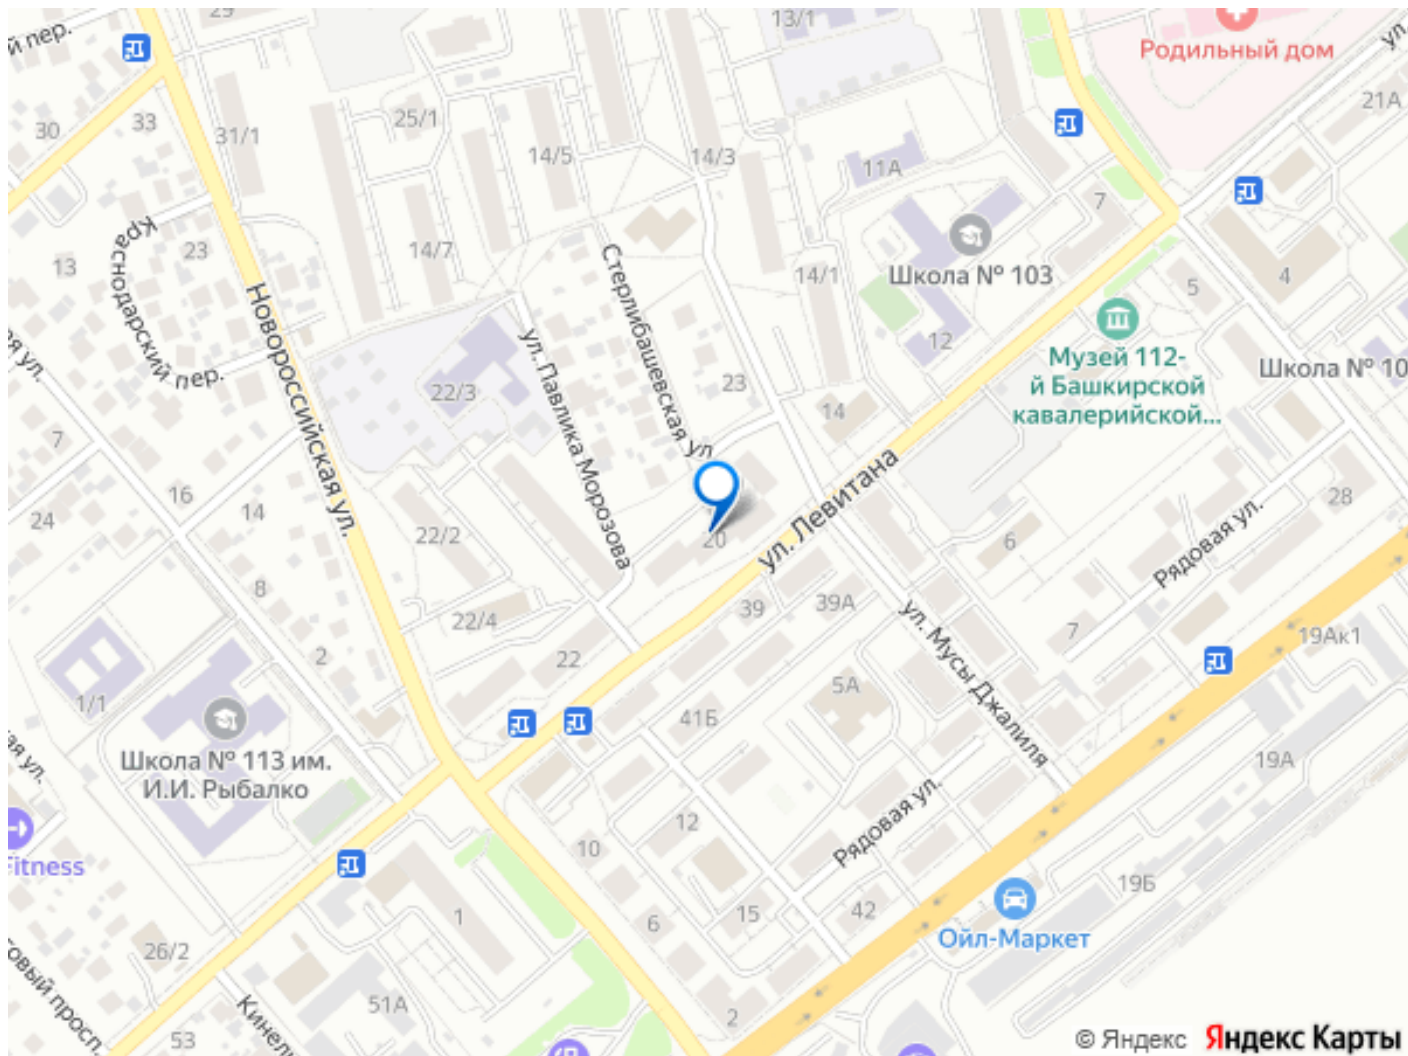 29
13/1
й пер.
Родильный дом
ул.
21А
30
33
31/1
25/1
14/5
14/3
11А
7
Краснодарский пер.
23
13
14/7
Стерлибашевская ул.
14/1
Школа № 103
5
4
12
Новороссийская ул.
ул. Павлика Морозова
22/3
23
14
Музей 112-
й Башкирской
кавалерийской...
Школа № 10
ая ул.
7
16
24
14
22/2
20
ул. Левитана
6
28
Рядовая ул.
8
22/4
39
39А
ул. Мусы Джалиля
7
19Ак1
2
22
5А
1/1
41Б
Школа № 113 им.
И.И. Рыбалко
кая ул.
19А
Fitness
10
12
Рядовая ул.
19Б
15
42
6
1
Ойл-Маркет
26/2
51А
овый просп.
Кинель
53
2
© Яндекс Яндекс Карты